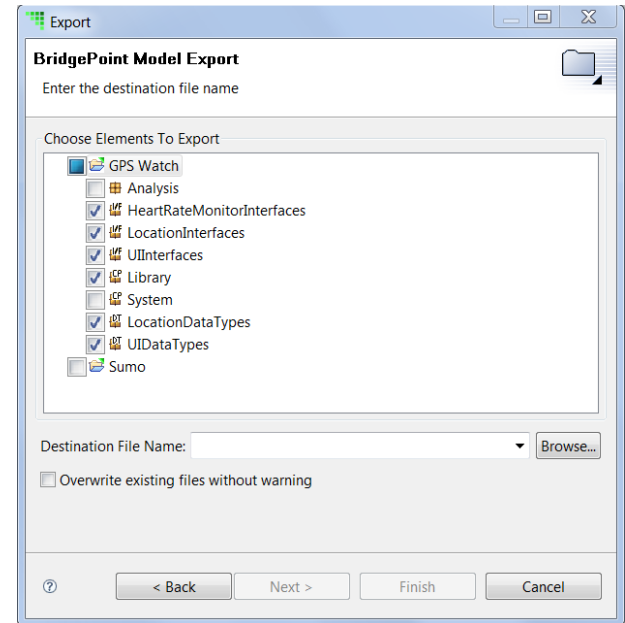 Export
BridgePoint Model Export
Enter the destination file name
Choose Elements To Export
GPS Watch
Analysis
HeartRateMonitorInterfaces
LocationInterfaces
UIInterfaces
Library
System
LocationDataTypes
UIDataTypes
Sumo
Destination File Name: Browse...
Overwrite existing files without warning
< Back Next > Finish Cancel